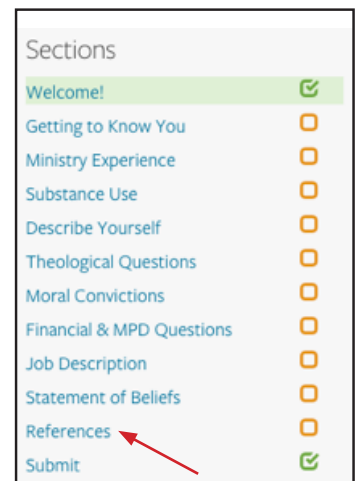 Sections
Welcome!
Getting to Know You
Ministry Experience
Substance Use
Describe Yourself
Theological Questions
Moral Convictions
Financial & MPD Questions
Job Description
Statement of Beliefs
References
Submit